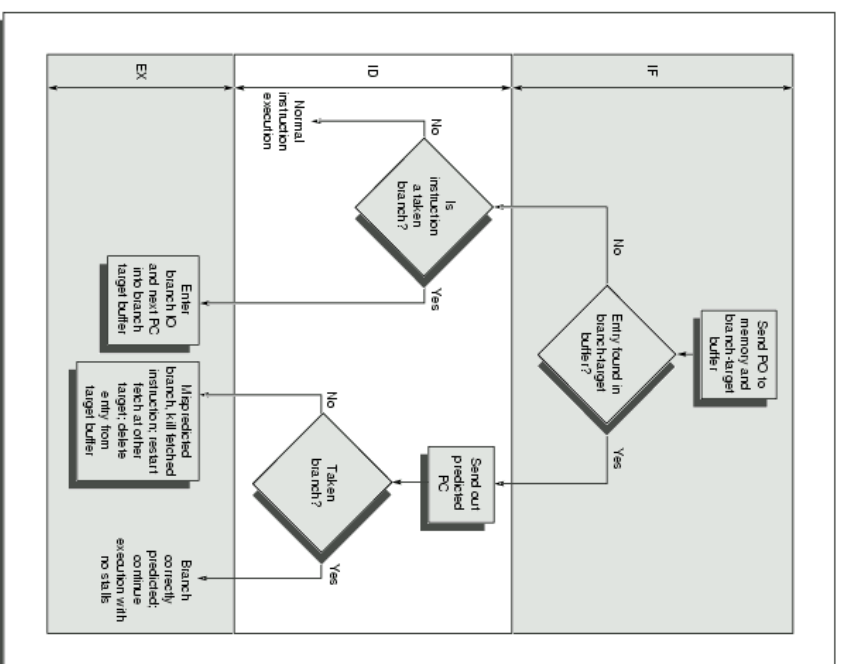 IF
Send PC to
memory and
branch-target
buffer
Entry found in
branch-target
buffer?
No
Yes
ID
Is
instruction
a taken
branch?
No
Yes
Normal
instruction
execution
Send out
predicted
PC
Taken
branch?
No
Yes
EX
Enter
branch IO
and next PC
into branch
target buffer
Mispredicted
branch, kill fetched
instruction; restart
fetch at other
target; delete
entry from
target buffer
Branch
correctly
predicted;
continue
execution with
no stalls